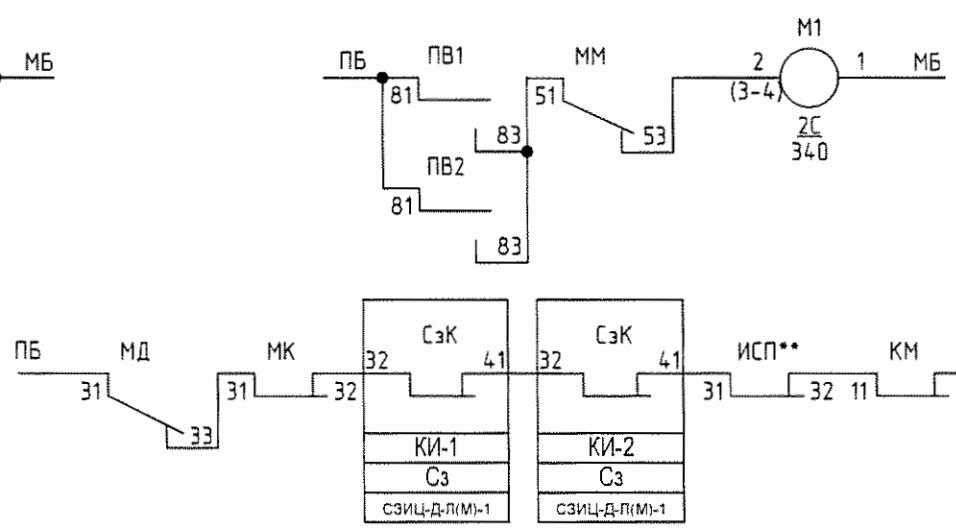 МБ
ПБ
ПВ1
ММ
М1
81
51
2
(3-4)
1
МБ
83
53
2С
340
ПВ2
81
83
ПБ
МД
МК
СзК
СзК
ИСП**
КМ
31
33
31
32
32
41
32
41
31
32
11
КИ-1
КИ-2
Сз
Сз
СЗИЦ-Д-Л(М)-1
СЗИЦ-Д-Л(М)-1